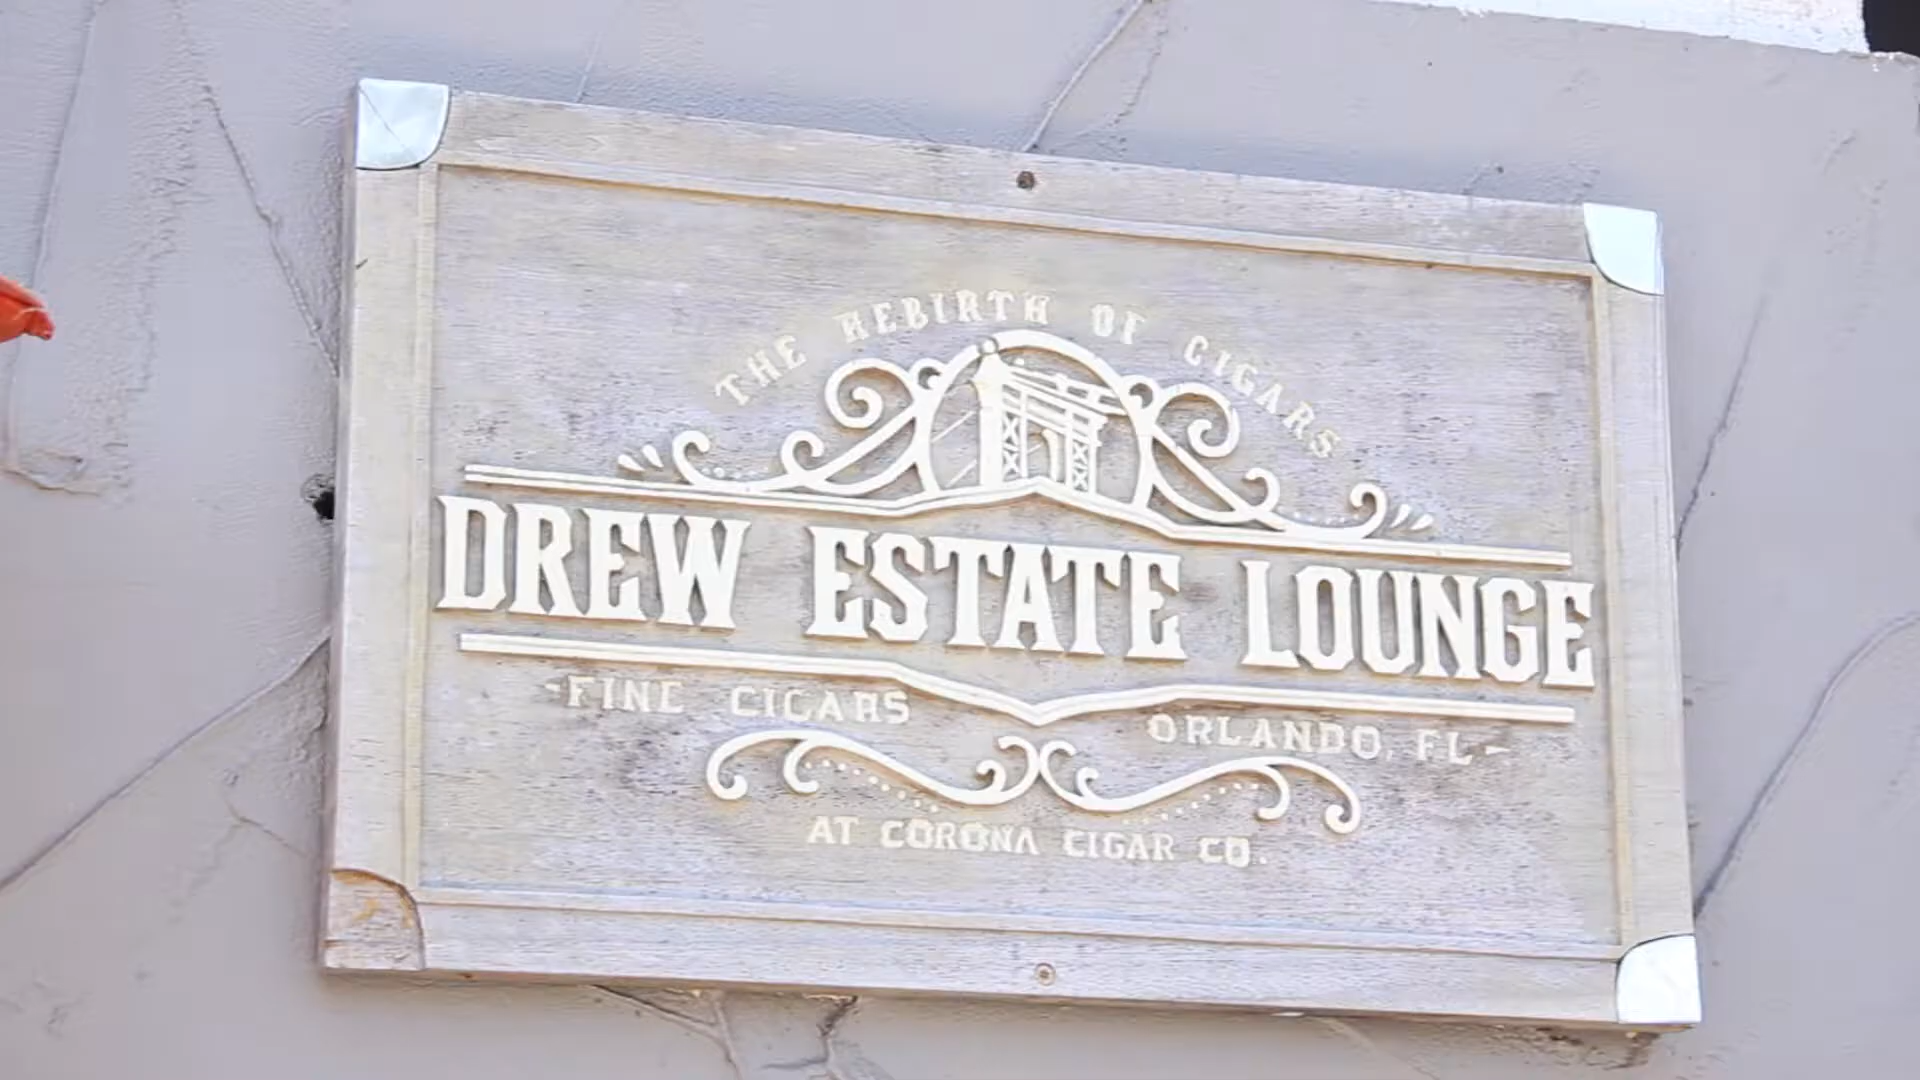 THE REBIRTH OF CIGARS
DREW ESTATE LOUNGE
-FINE CIGARS ORLANDO, FL-
AT CORONA CIGAR CO.